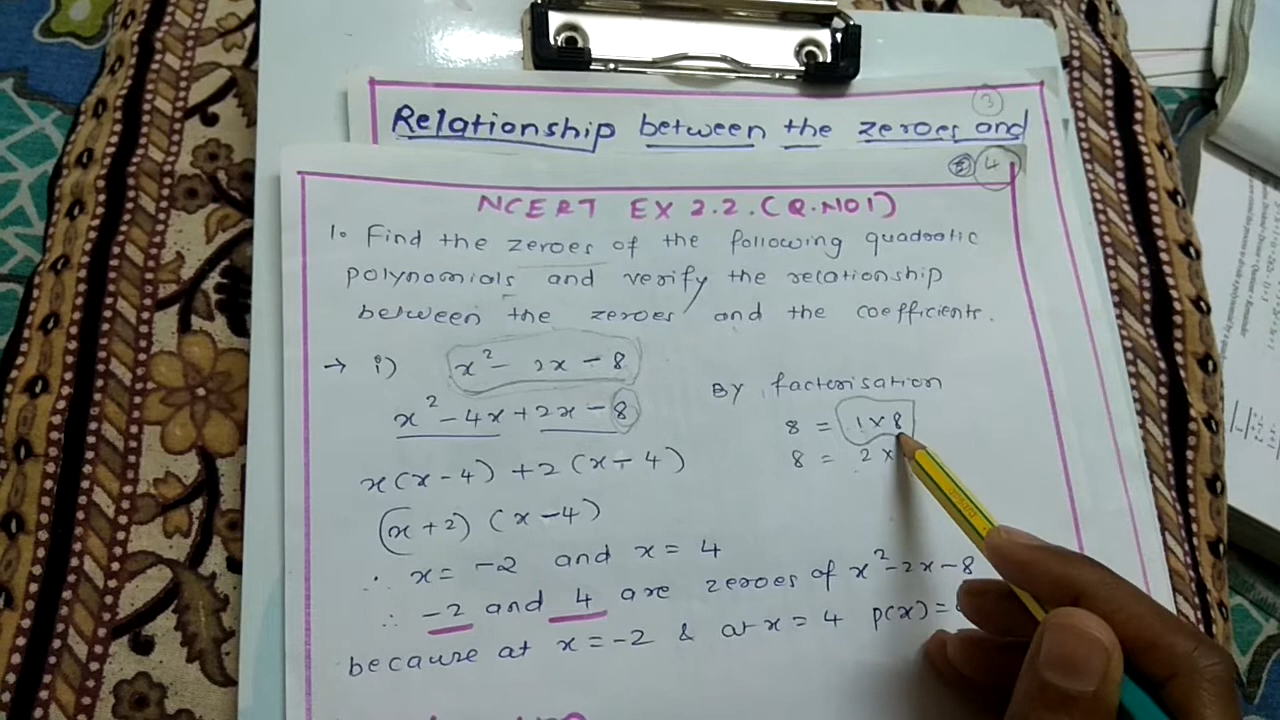 3
Relationship between the zeroes and
4
NCERT EX 2.2.(Q.NO1)
1. Find the zeroes of the following quadratic
polynomials and verify the relationship
between the zeroes and the coefficients.
→ i) x² - 2x - 8
x² - 4x + 2x - 8
x(x-4) + 2(x-4)
(x+2) (x-4)
∴ x = -2 and x = 4
∴ -2 and 4 are zeroes of x²-2x-8
because at x = -2 & at x = 4 p(x) =
By factorisation
8 = 1 x 8
8 = 2 x